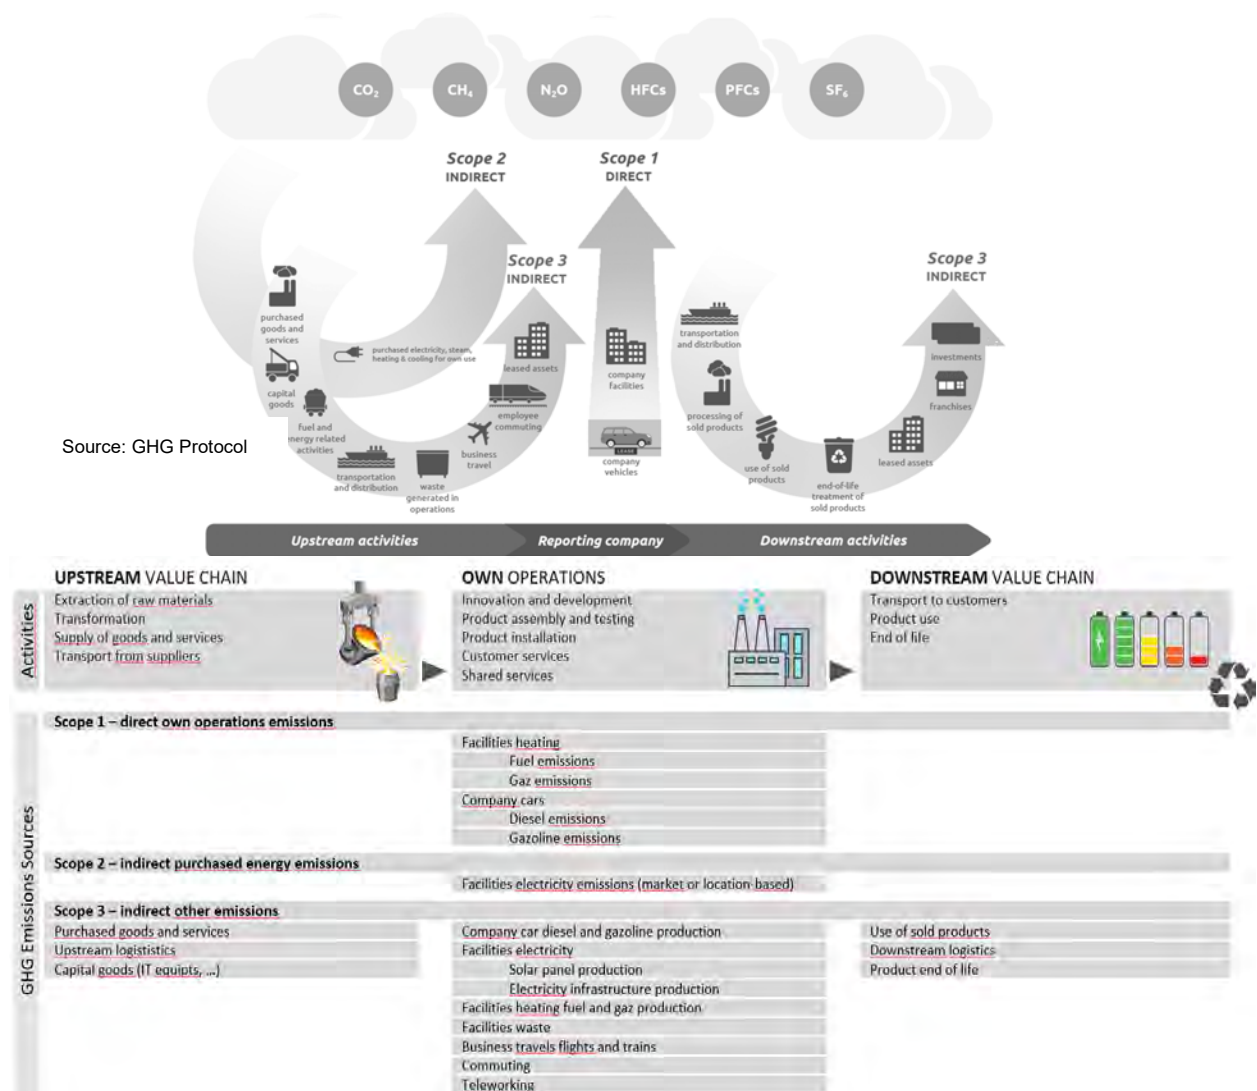 CO₂
CH₄
N₂O
HFCs
PFCs
SF₆
Scope 2
INDIRECT
Scope 1
DIRECT
Scope 3
INDIRECT
Scope 3
INDIRECT
purchased
goods and
services
capital
goods
fuel and
energy related
activities
transportation
and distribution
waste
generated in
operations
business
travel
employee
commuting
leased assets
purchased electricity, steam,
heating & cooling for own use
company
facilities
LEASE
company
vehicles
transportation
and distribution
processing of
sold products
use of sold
products
end-of-life
treatment of
sold products
leased assets
franchises
investments
Source: GHG Protocol
Upstream activities
Reporting company
Downstream activities
UPSTREAM VALUE CHAIN
OWN OPERATIONS
DOWNSTREAM VALUE CHAIN
Activities
Extraction of raw materials
Transformation
Supply of goods and services
Transport from suppliers
Innovation and development
Product assembly and testing
Product installation
Customer services
Shared services
Transport to customers
Product use
End of life
GHG Emissions Sources
Scope 1 – direct own operations emissions
Facilities heating
Fuel emissions
Gaz emissions
Company cars
Diesel emissions
Gazoline emissions
Scope 2 – indirect purchased energy emissions
Facilities electricity emissions (market or location-based)
Scope 3 – indirect other emissions
Purchased goods and services
Upstream logististics
Capital goods (IT equipts, ...)
Company car diesel and gazoline production
Facilities electricity
Solar panel production
Electricity infrastructure production
Facilities heating fuel and gaz production
Facilities waste
Business travels flights and trains
Commuting
Teleworking
Use of sold products
Downstream logistics
Product end of life